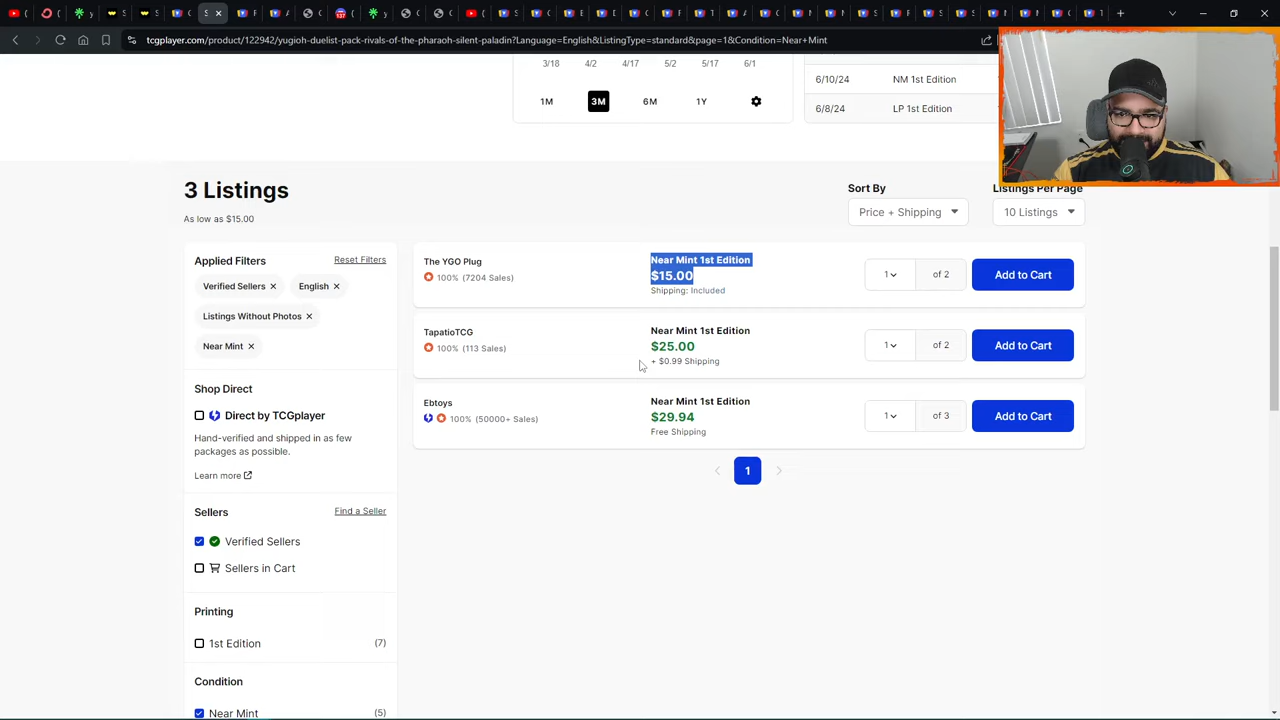 tcgplayer.com/product/122942/yugioh-duelist-pack-rivals-of-the-pharaoh-silent-paladin?Language=English&ListingType=standard&page=1&Condition=Near+Mint
3/18 4/2 4/17 5/2 5/17 6/1
1M 3M 6M 1Y
6/10/24 NM 1st Edition
6/8/24 LP 1st Edition
3 Listings
As low as $15.00
Sort By
Price + Shipping
Listings Per Page
10 Listings
Applied Filters
Reset Filters
Verified Sellers
English
Listings Without Photos
Near Mint
Shop Direct
Direct by TCGplayer
Hand-verified and shipped in as few
packages as possible.
Learn more
Sellers
Find a Seller
Verified Sellers
Sellers in Cart
Printing
1st Edition (7)
Condition
Near Mint (5)
The YGO Plug
100% (7204 Sales)
Near Mint 1st Edition
$15.00
Shipping: Included
1 of 2
Add to Cart
TapatioTCG
100% (113 Sales)
Near Mint 1st Edition
$25.00
+ $0.99 Shipping
1 of 2
Add to Cart
Ebtoys
100% (50000+ Sales)
Near Mint 1st Edition
$29.94
Free Shipping
1 of 3
Add to Cart
1